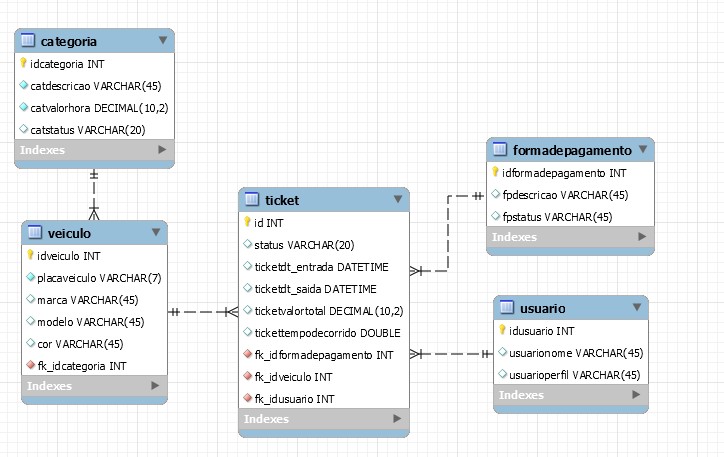 categoria
idcategoria INT
catdescricao VARCHAR(45)
catvalorhora DECIMAL(10,2)
catstatus VARCHAR(20)
Indexes
veiculo
idveiculo INT
placaveiculo VARCHAR(7)
marca VARCHAR(45)
modelo VARCHAR(45)
cor VARCHAR(45)
fk_idcategoria INT
Indexes
ticket
id INT
status VARCHAR(20)
ticketdt_entrada DATETIME
ticketdt_saida DATETIME
ticketvalortotal DECIMAL(10,2)
tickettempodecorrido DOUBLE
fk_idformadepagamento INT
fk_idveiculo INT
fk_idusuario INT
Indexes
formadepagamento
idformadepagamento INT
fpdescricao VARCHAR(45)
fpstatus VARCHAR(45)
Indexes
usuario
idusuario INT
usuarionome VARCHAR(45)
usuarioperfil VARCHAR(45)
Indexes